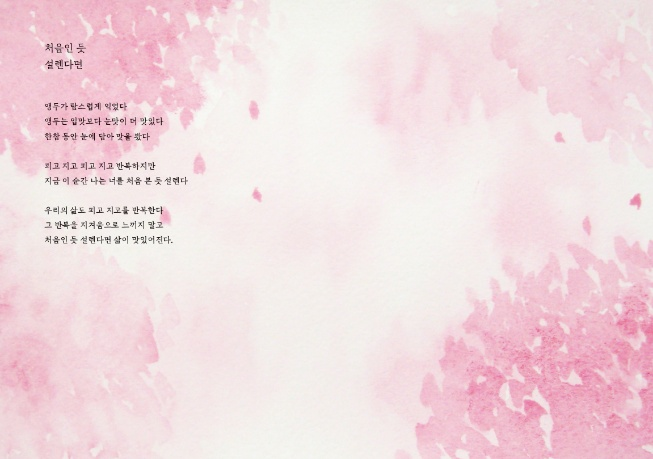 처음인 듯
설렌다면
앵두가 탐스럽게 익었다
앵두는 입맛보다 눈맛이 더 맛있다
한참 동안 눈에 담아 맛을 봤다
피고 지고 피고 지고 반복하지만
지금 이 순간 나는 너를 처음 본 듯 설렌다
우리의 삶도 피고 지고를 반복한다
그 반복을 지겨움으로 느끼지 말고
처음인 듯 설렌다면 삶이 맛있어진다.